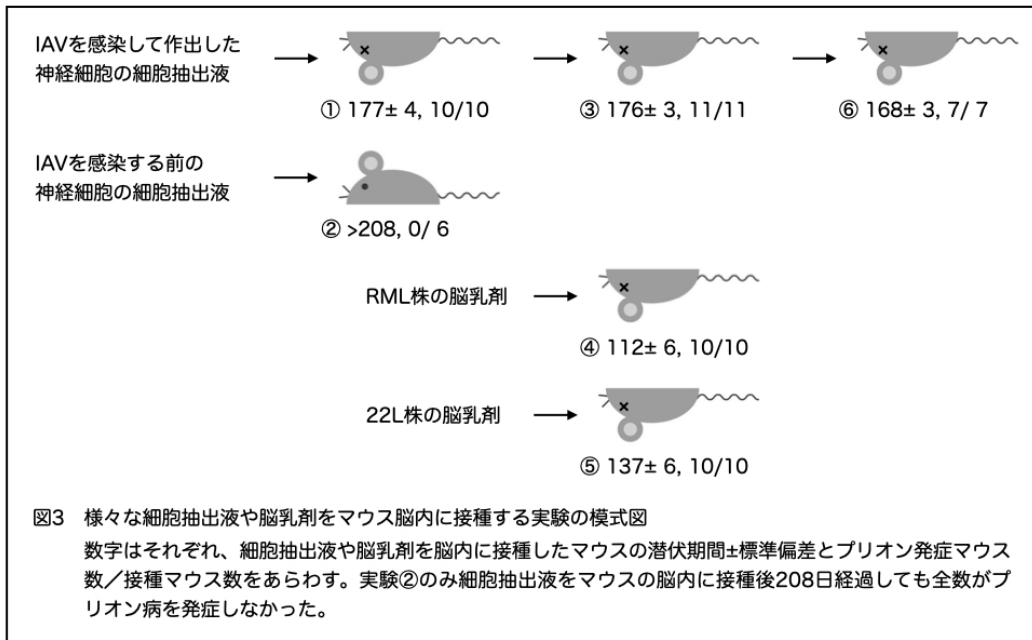 IAVを感染して作出した
神経細胞の細胞抽出液
① 177± 4, 10/10
③ 176± 3, 11/11
⑥ 168± 3, 7/ 7
IAVを感染する前の
神経細胞の細胞抽出液
② >208, 0/ 6
RML株の脳乳剤
④ 112± 6, 10/10
22L株の脳乳剤
⑤ 137± 6, 10/10
図3 様々な細胞抽出液や脳乳剤をマウス脳内に接種する実験の模式図
数字はそれぞれ、細胞抽出液や脳乳剤を脳内に接種したマウスの潜伏期間±標準偏差とプリオン発症マウス
数／接種マウス数をあらわす。実験②のみ細胞抽出液をマウスの脳内に接種後208日経過しても全数がプ
リオン病を発症しなかった。